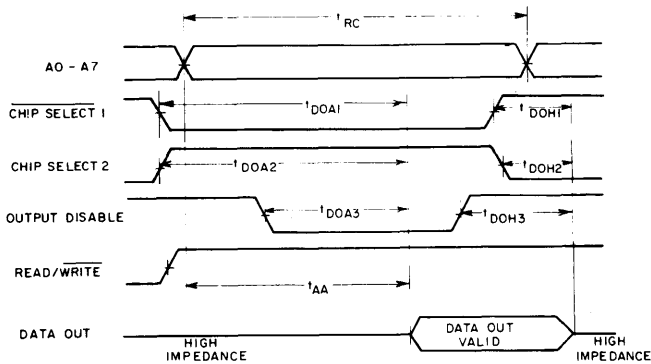 tRC
A0 - A7
CHIP SELECT 1
tDOA1
tDOH1
CHIP SELECT 2
tDOA2
tDOH2
OUTPUT DISABLE
tDOA3
tDOH3
READ/WRITE
tAA
DATA OUT
HIGH
IMPEDANCE
DATA OUT
VALID
HIGH
IMPEDANCE